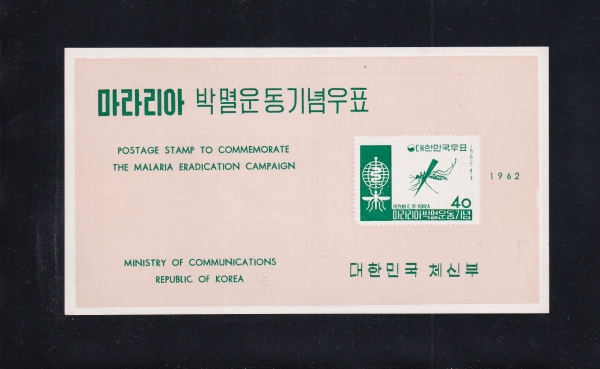 마라리아 박멸운동기념우표
POSTAGE STAMP TO COMMEMORATE
THE MALARIA ERADICATION CAMPAIGN
대한민국우표
1962
REPUBLIC OF KOREA
40
마라리아박멸운동기념
1962
MINISTRY OF COMMUNICATIONS
REPUBLIC OF KOREA
대한민국 체신부